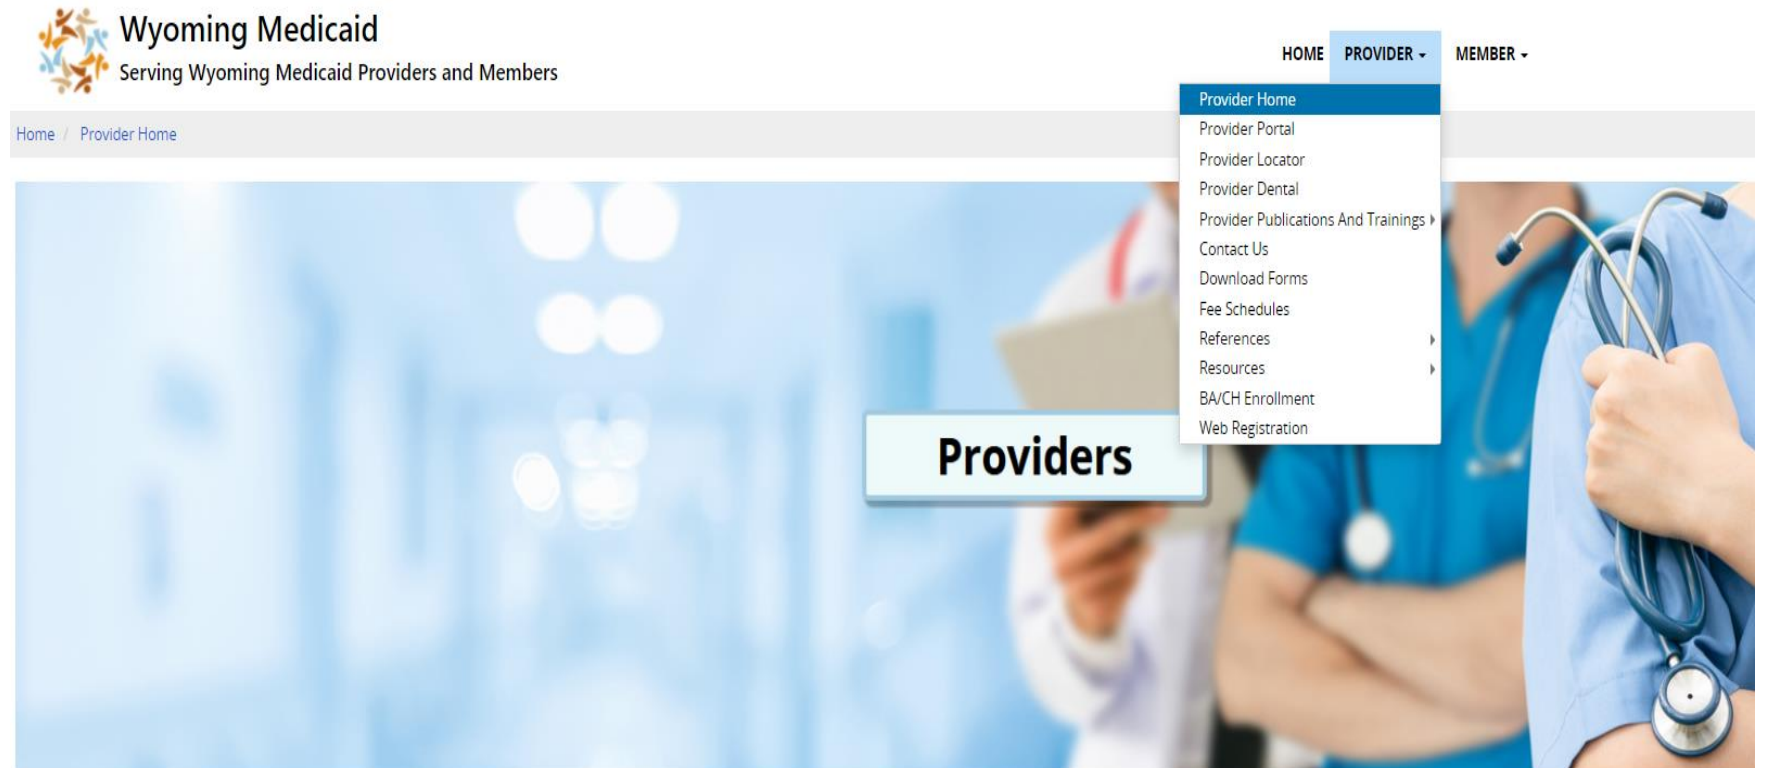 Wyoming Medicaid
Serving Wyoming Medicaid Providers and Members
HOME PROVIDER MEMBER
Home / Provider Home
Provider Home
Provider Portal
Provider Locator
Provider Dental
Provider Publications And Trainings
Contact Us
Download Forms
Fee Schedules
References
Resources
BA/CH Enrollment
Web Registration
Providers